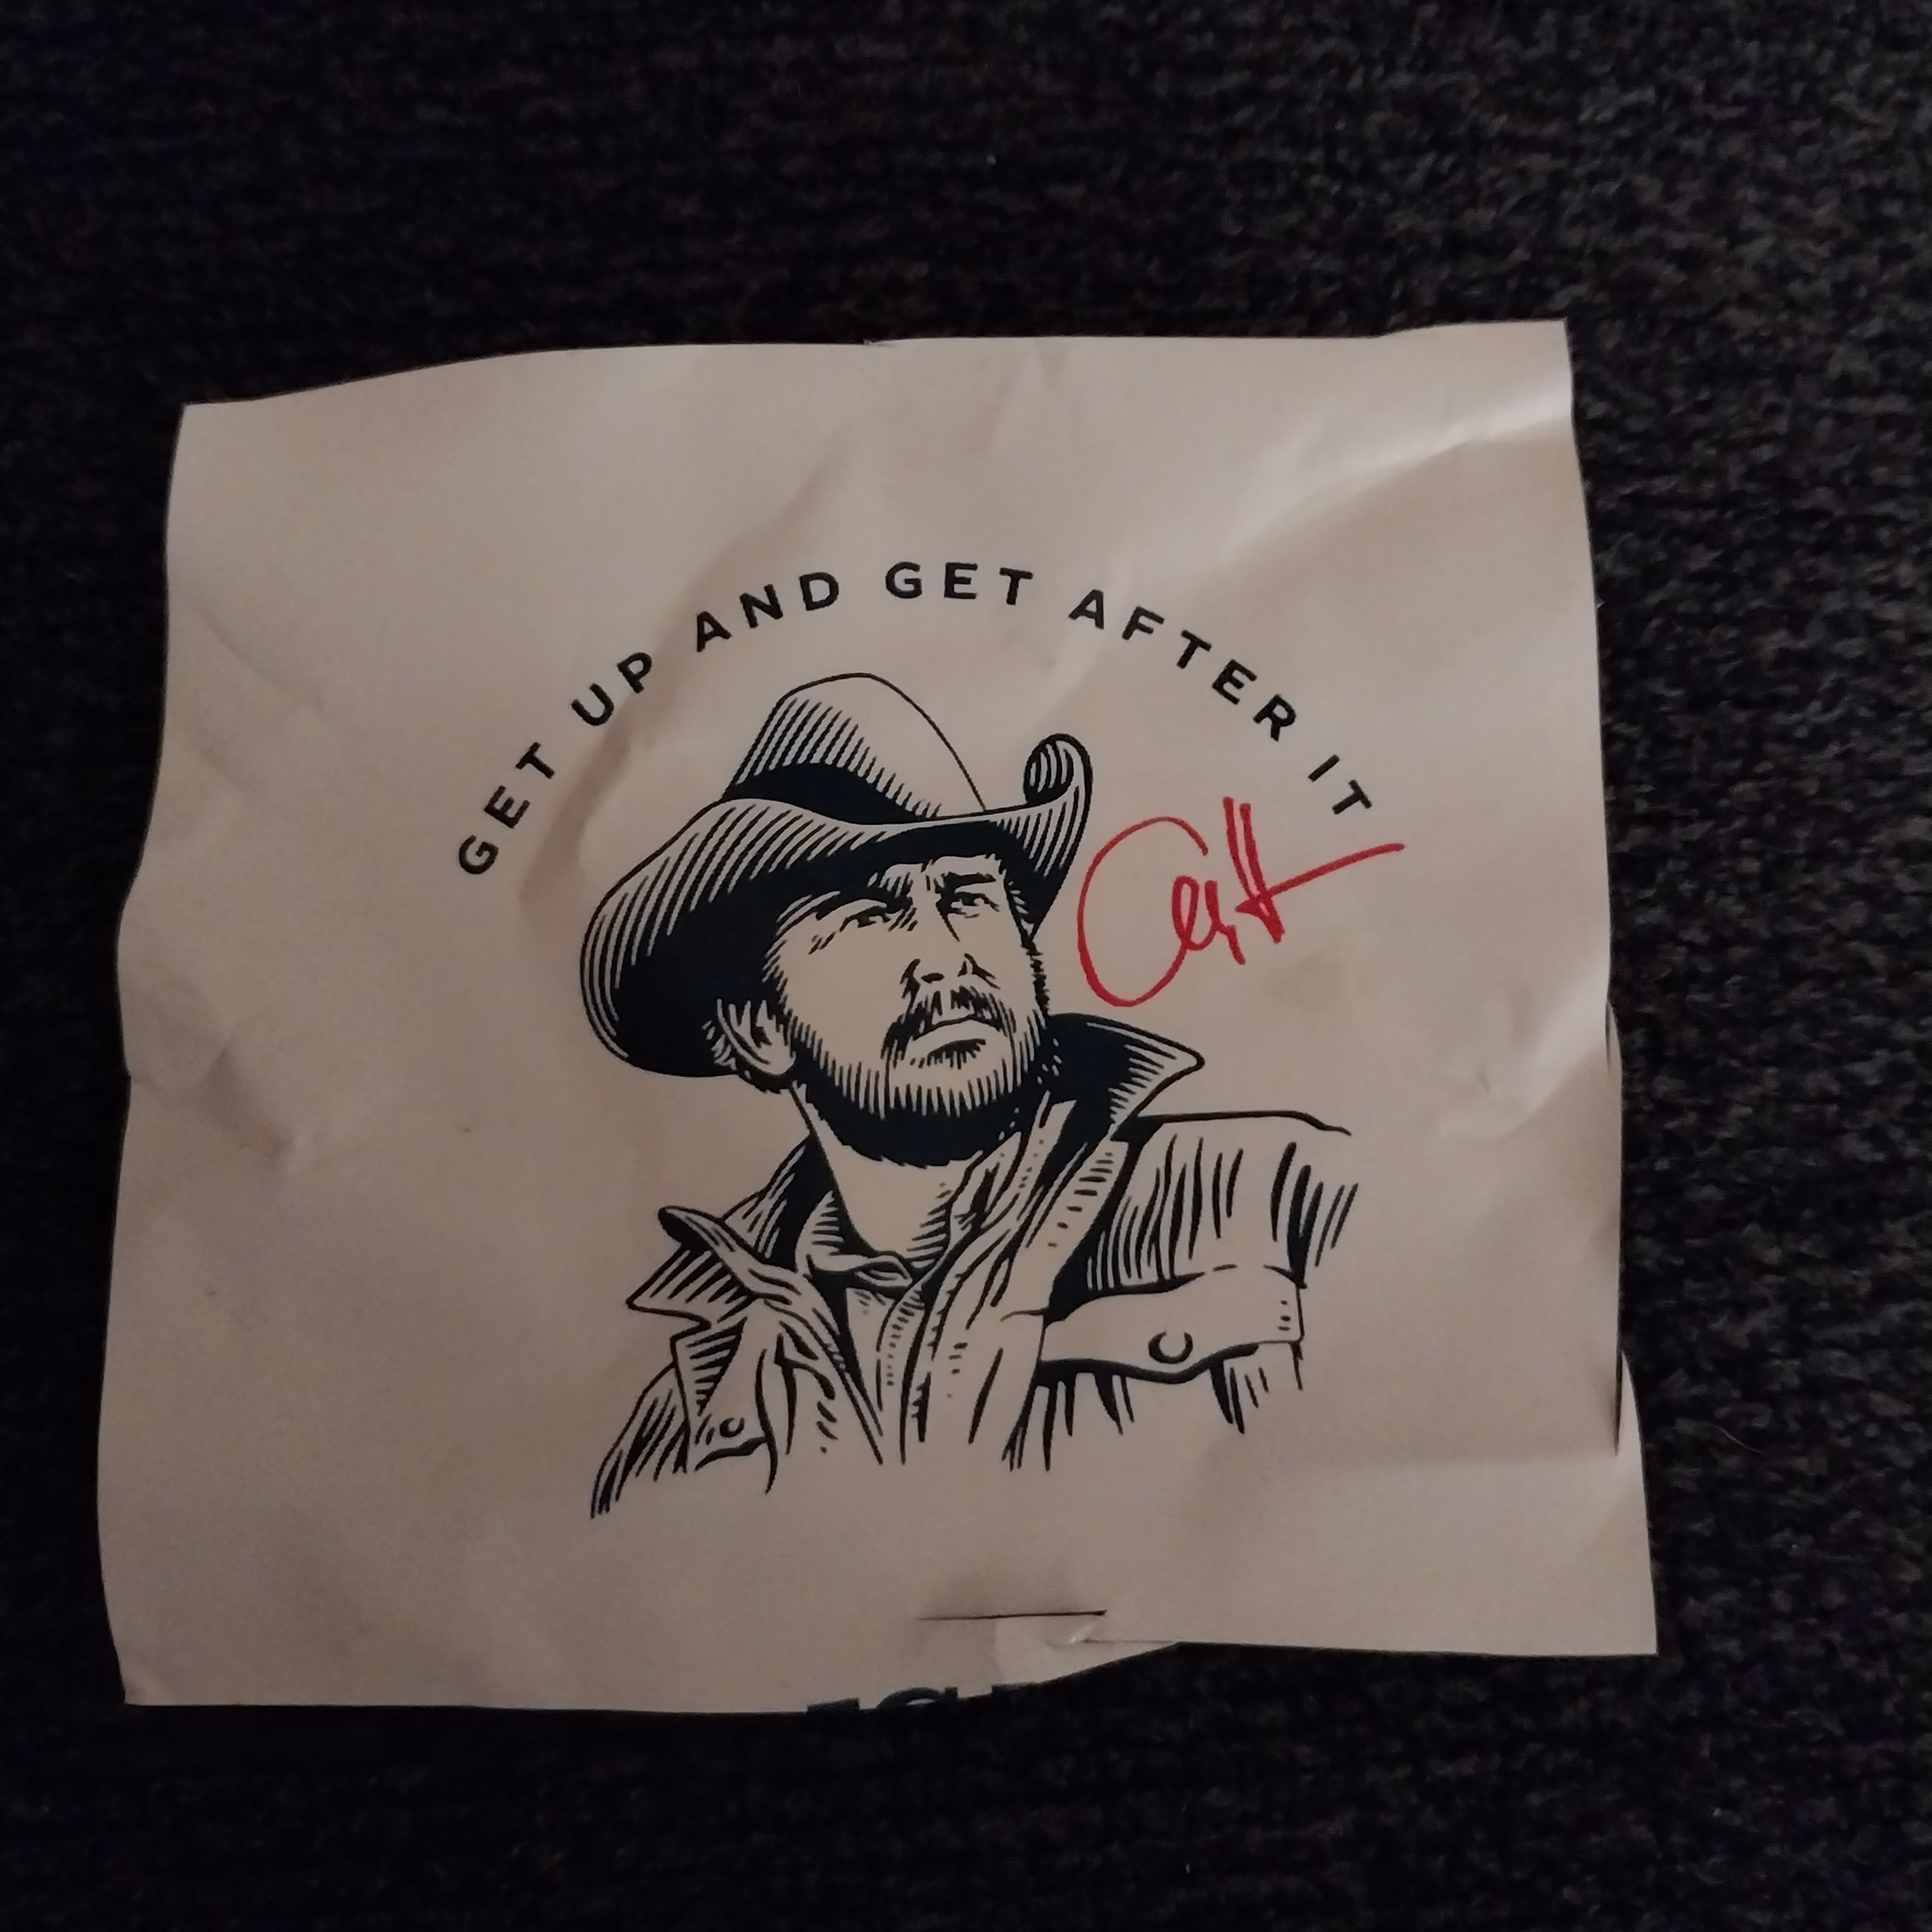 GET UP AND GET AFTER IT